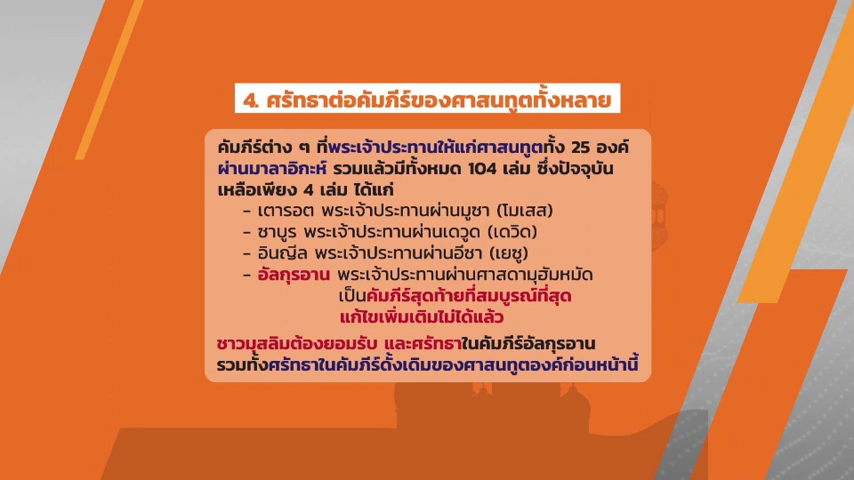 4. ศรัทธาต่อคัมภีร์ของศาสนทูตทั้งหลาย
คัมภีร์ต่าง ๆ ที่พระเจ้าประทานให้แก่ศาสนทูตทั้ง 25 องค์
ผ่านมาลาอิกะห์ รวมแล้วมีทั้งหมด 104 เล่ม ซึ่งปัจจุบัน
เหลือเพียง 4 เล่ม ได้แก่
- เตารอต พระเจ้าประทานผ่านมูซา (โมเสส)
- ซาบูร พระเจ้าประทานผ่านเดวูด (เดวิด)
- อินญีล พระเจ้าประทานผ่านอีซา (เยซู)
- อัลกุรอาน พระเจ้าประทานผ่านศาสดามุฮัมหมัด
เป็นคัมภีร์สุดท้ายที่สมบูรณ์ที่สุด
แก้ไขเพิ่มเติมไม่ได้แล้ว
ชาวมุสลิมต้องยอมรับ และศรัทธาในคัมภีร์อัลกุรอาน
รวมทั้งศรัทธาในคัมภีร์ดั้งเดิมของศาสนทูตองค์ก่อนหน้านี้